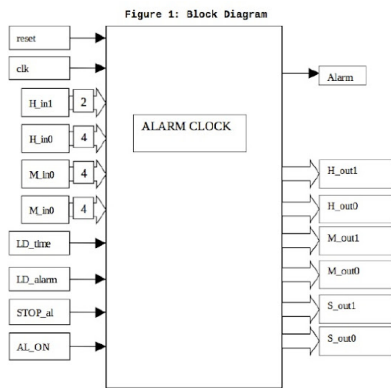 Figure 1: Block Diagram
reset
clk
H_in1
2
H_in0
4
M_in0
4
M_in0
4
LD_time
LD_alarm
STOP_al
AL_ON
ALARM CLOCK
Alarm
H_out1
H_out0
M_out1
M_out0
S_out1
S_out0